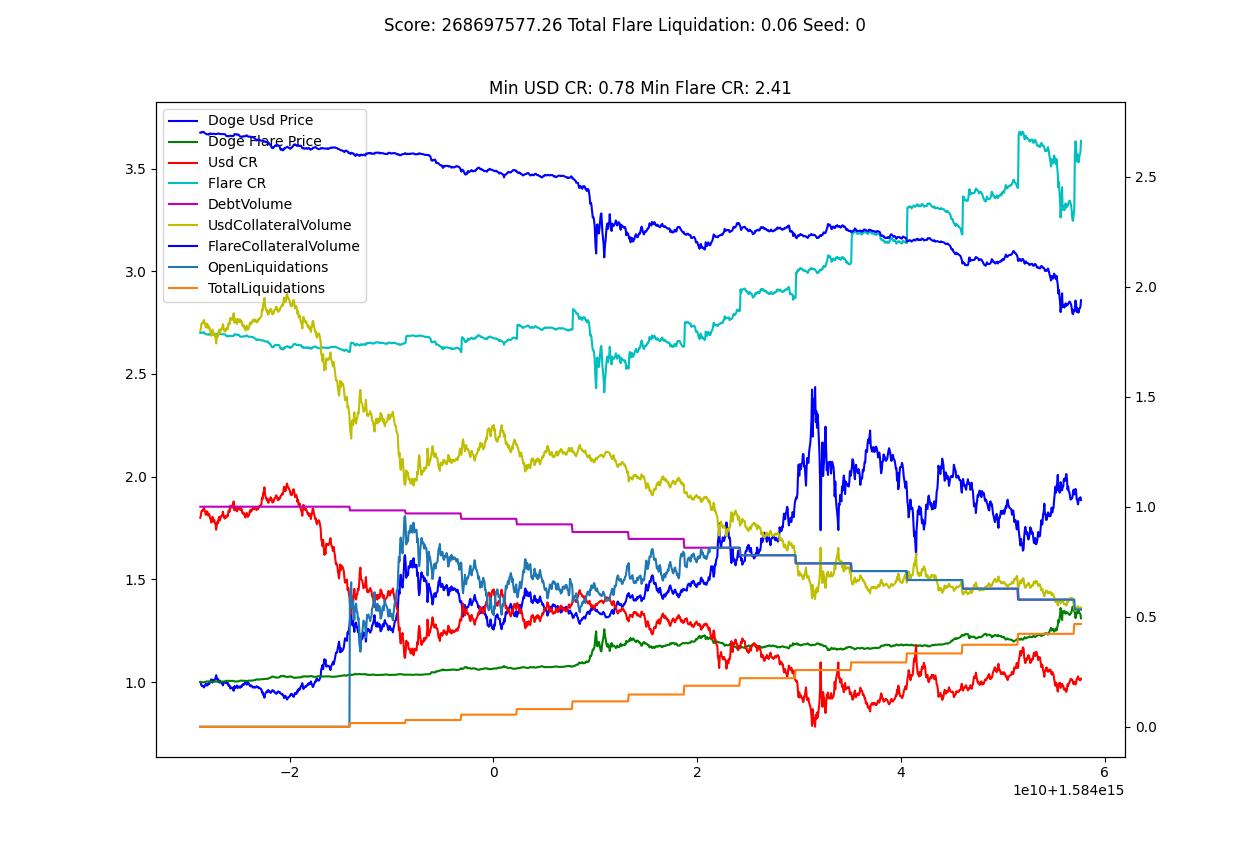 Score: 268697577.26 Total Flare Liquidation: 0.06 Seed: 0
Min USD CR: 0.78 Min Flare CR: 2.41
Doge Usd Price
Doge Flare Price
Usd CR
Flare CR
DebtVolume
UsdCollateralVolume
FlareCollateralVolume
OpenLiquidations
TotalLiquidations
3.5
3.0
2.5
2.0
1.5
1.0
2.5
2.0
1.5
1.0
0.5
0.0
−2
0
2
4
6
1e10+1.584e15